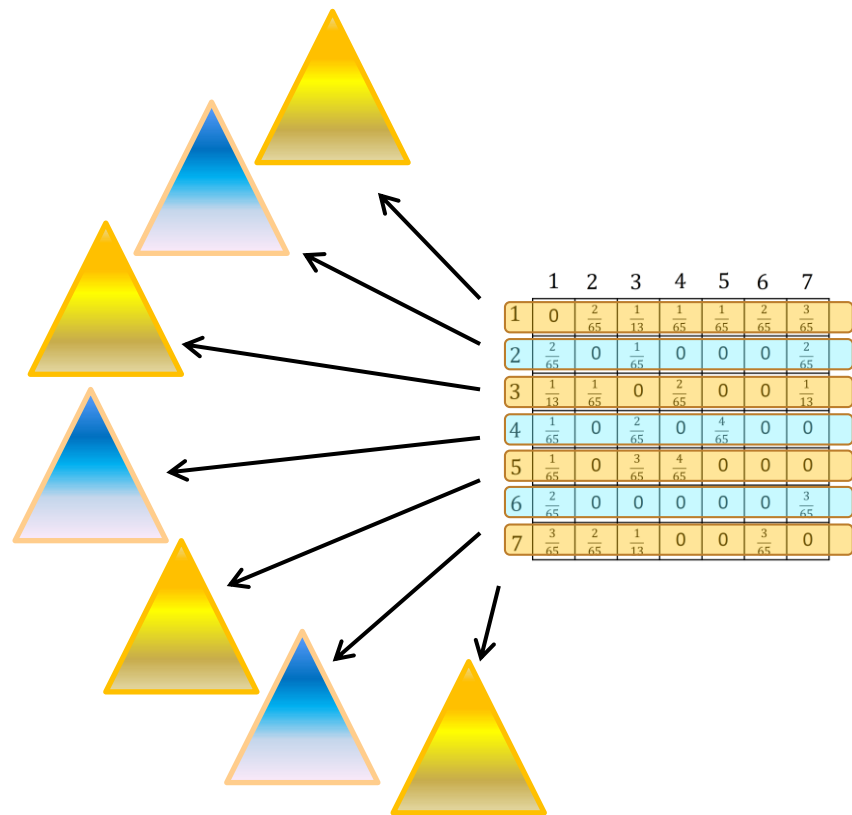 1 2 3 4 5 6 7
1 0 2/65 1/13 1/65 1/65 2/65 3/65
2 2/65 0 1/65 0 0 0 2/65
3 1/13 1/65 0 2/65 0 0 1/13
4 1/65 0 2/65 0 4/65 0 0
5 1/65 0 3/65 4/65 0 0 0
6 2/65 0 0 0 0 0 3/65
7 3/65 2/65 1/13 0 0 3/65 0